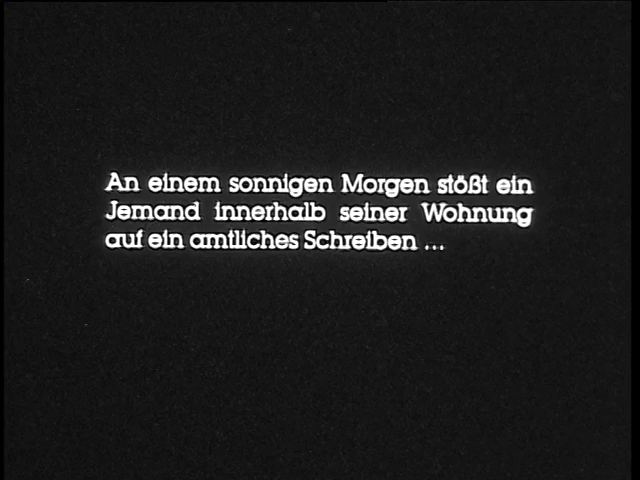 An einem sonnigen Morgen stößt ein
Jemand innerhalb seiner Wohnung
auf ein amtliches Schreiben ...